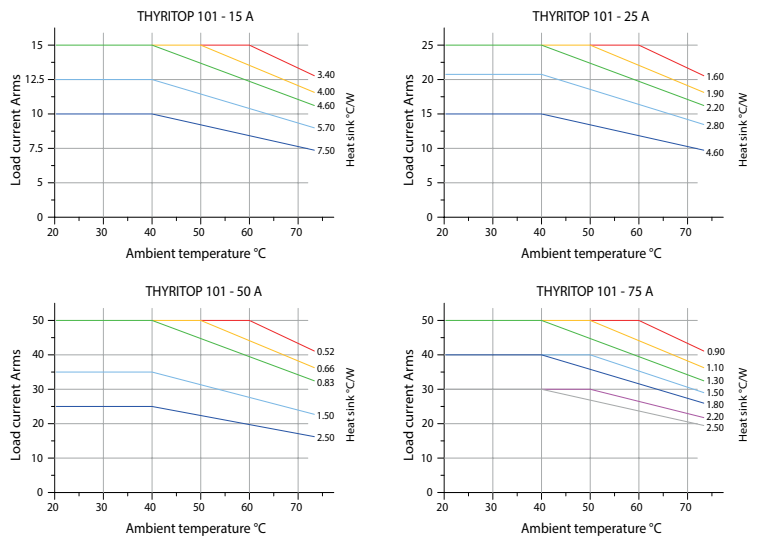 THYRITOP 101 - 15 A
Load current Arms
15
12.5
10
7.5
5
0
20 30 40 50 60 70
Ambient temperature °C
3.40
4.00
4.60
5.70
7.50
Heat sink °C/W
THYRITOP 101 - 25 A
Load current Arms
25
20
15
10
5
0
20 30 40 50 60 70
Ambient temperature °C
1.60
1.90
2.20
2.80
4.60
Heat sink °C/W
THYRITOP 101 - 50 A
Load current Arms
50
40
30
20
10
0
20 30 40 50 60 70
Ambient temperature °C
0.52
0.66
0.83
1.50
2.50
Heat sink °C/W
THYRITOP 101 - 75 A
Load current Arms
50
40
30
20
10
0
20 30 40 50 60 70
Ambient temperature °C
0.90
1.10
1.30
1.50
1.80
2.20
2.50
Heat sink °C/W